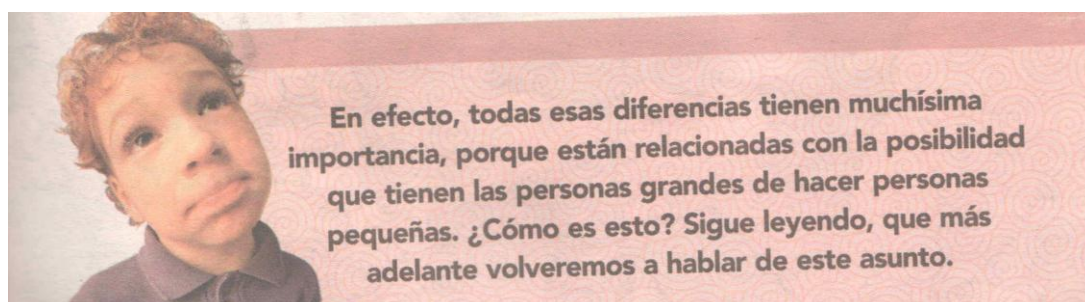 En efecto, todas esas diferencias tienen muchísima
importancia, porque están relacionadas con la posibilidad
que tienen las personas grandes de hacer personas
pequeñas. ¿Cómo es esto? Sigue leyendo, que más
adelante volveremos a hablar de este asunto.